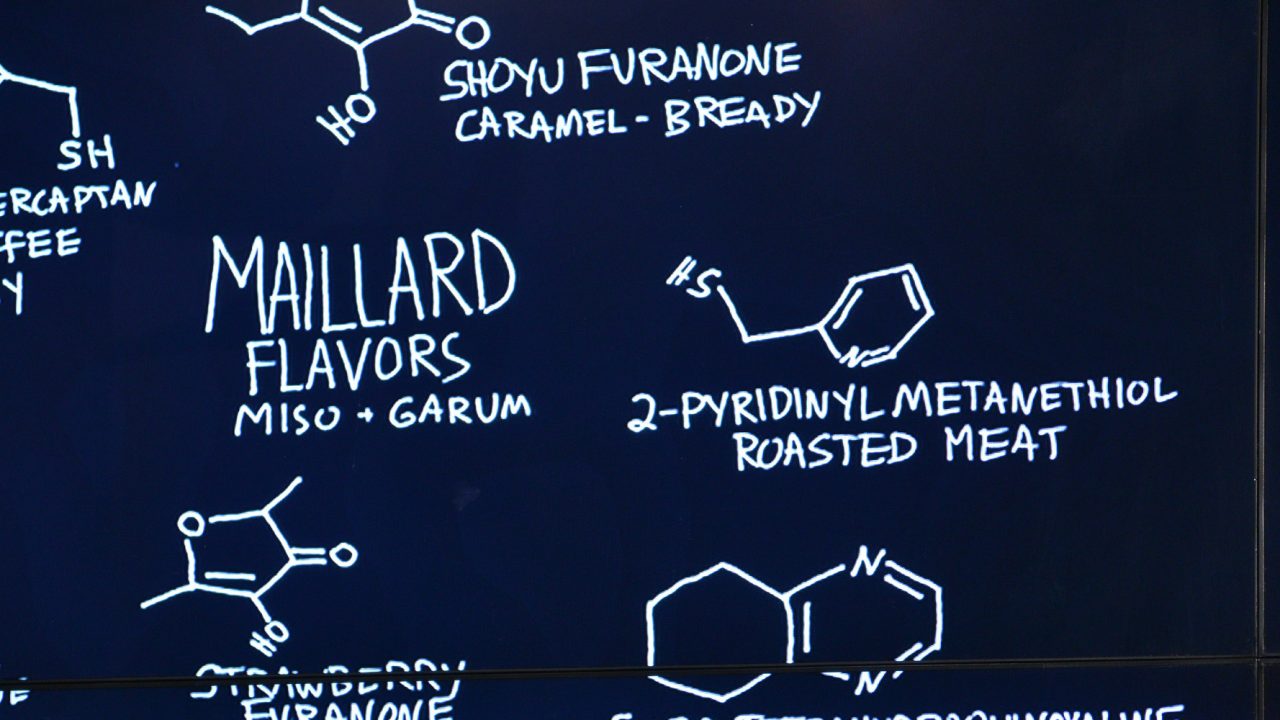 O
HO
SHOYU FURANONE
CARAMEL - BREADY
SH
ERCAPTAN
FFEE
Y
MAILLARD
FLAVORS
MISO + GARUM
HS
N
2-PYRIDINYL METANETHIOL
ROASTED MEAT
O
O
HO
STRAWBERRY
FURANONE
N
N